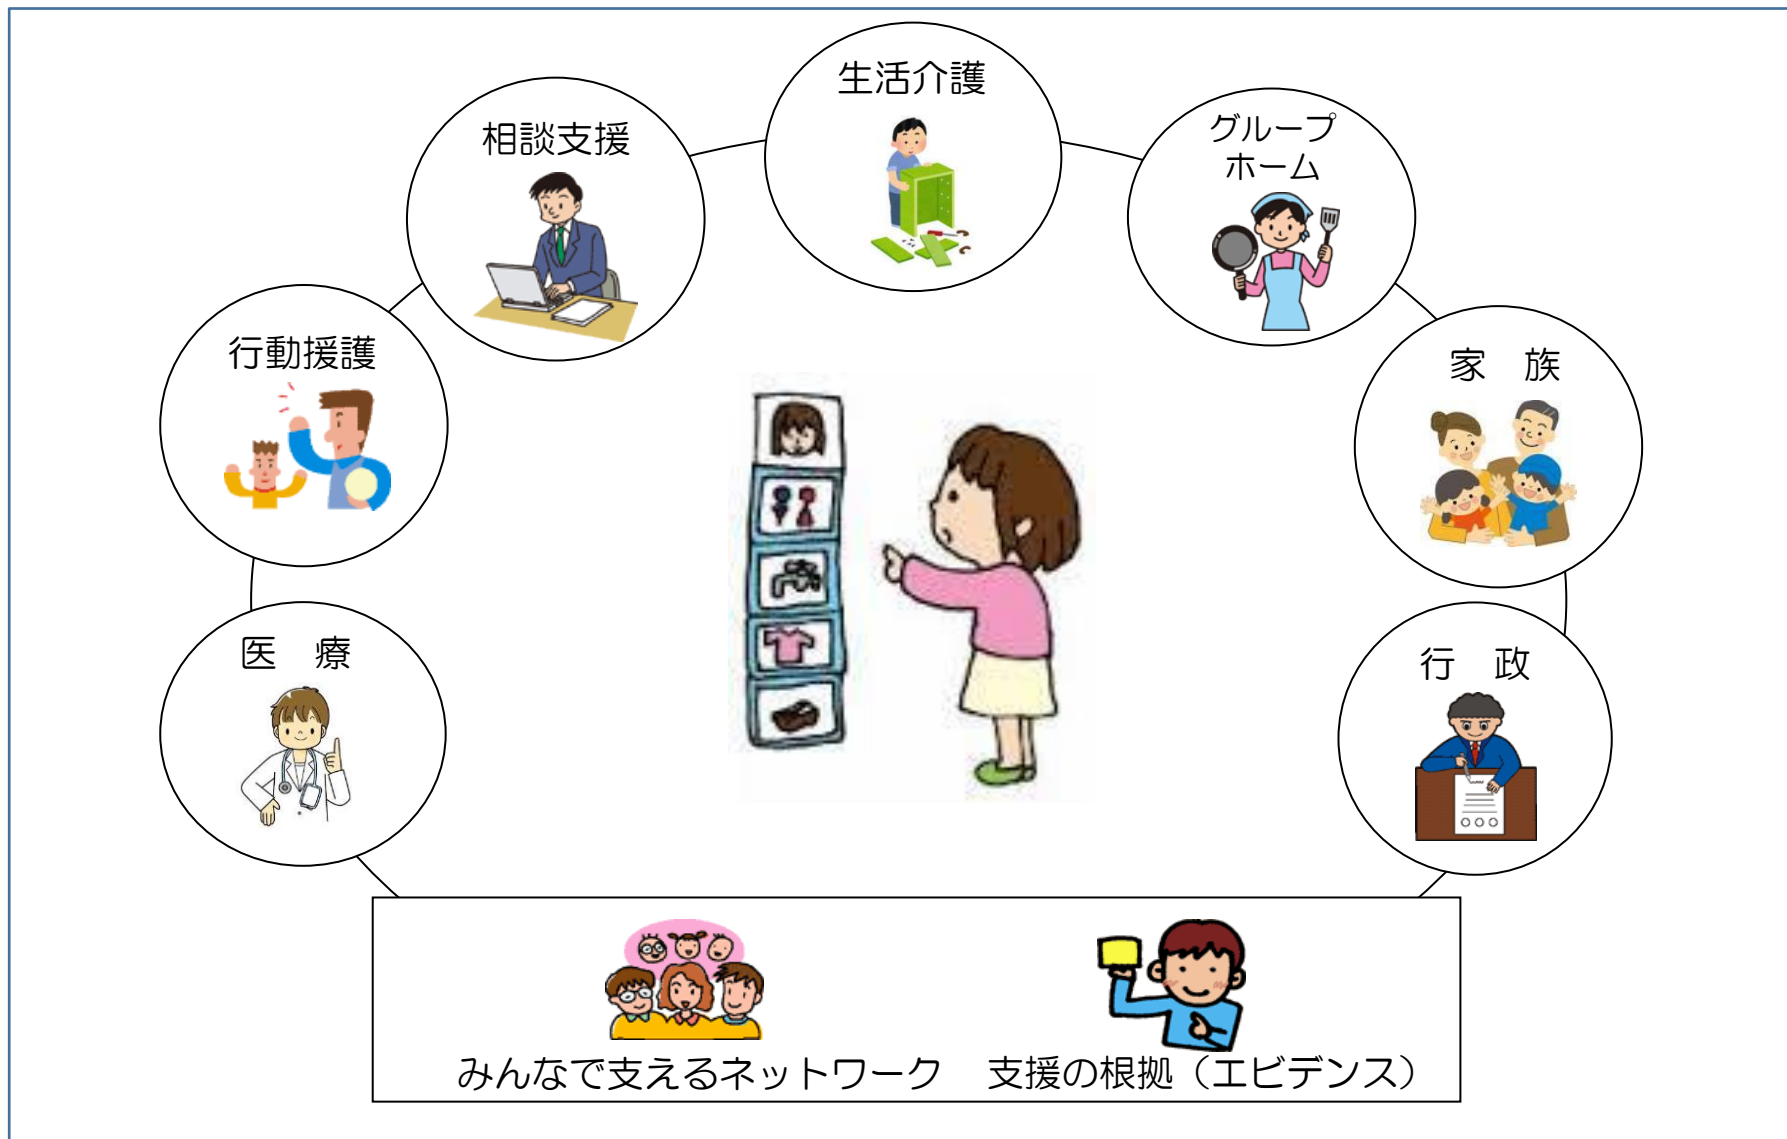 生活介護
相談支援
グループ
ホーム
行動援護
家　族
医　療
行　政
みんなで支えるネットワーク　支援の根拠（エビデンス）